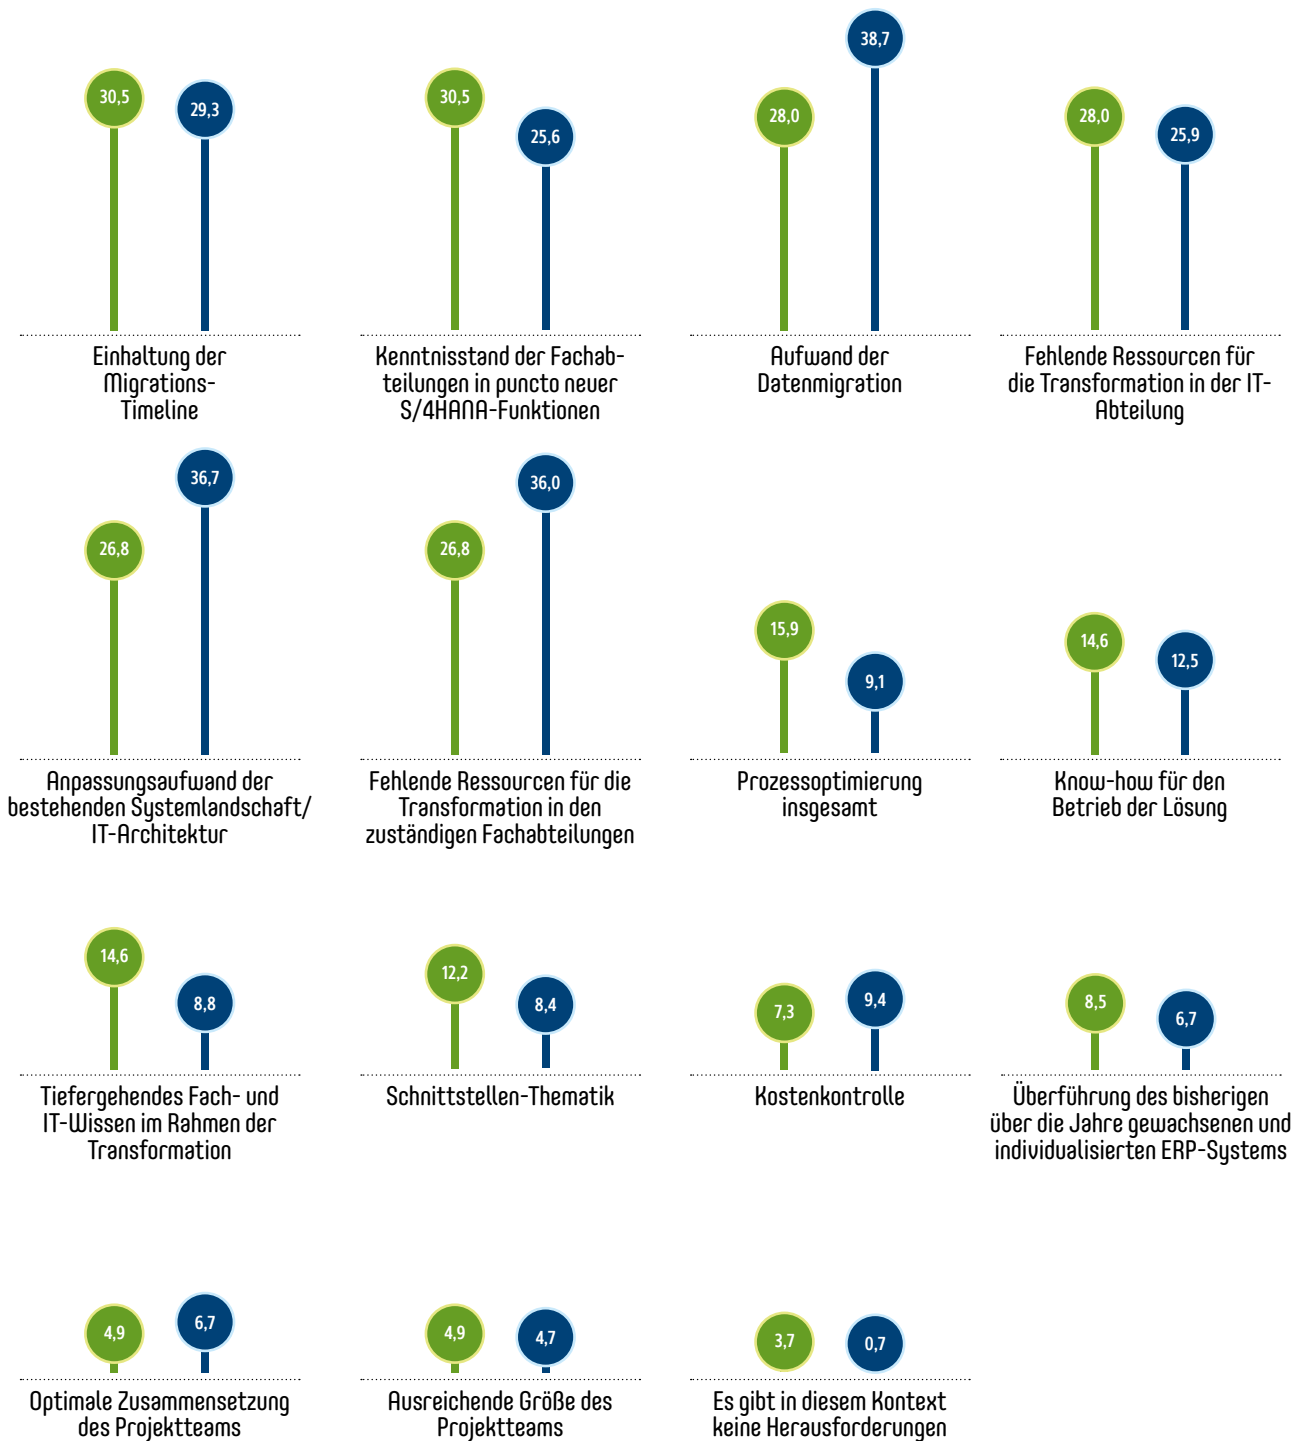 30,5
29,3
Einhaltung der
Migrations-
Timeline
30,5
25,6
Kenntnisstand der Fachab-
teilungen in puncto neuer
S/4HANA-Funktionen
28,0
38,7
Aufwand der
Datenmigration
28,0
25,9
Fehlende Ressourcen für
die Transformation in der IT-
Abteilung
26,8
36,7
Anpassungsaufwand der
bestehenden Systemlandschaft/
IT-Architektur
26,8
36,0
Fehlende Ressourcen für die
Transformation in den
zuständigen Fachabteilungen
15,9
9,1
Prozessoptimierung
insgesamt
14,6
12,5
Know-how für den
Betrieb der Lösung
14,6
8,8
Tiefergehendes Fach- und
IT-Wissen im Rahmen der
Transformation
12,2
8,4
Schnittstellen-Thematik
7,3
9,4
Kostenkontrolle
8,5
6,7
Überführung des bisherigen
über die Jahre gewachsenen und
individualisierten ERP-Systems
4,9
6,7
Optimale Zusammensetzung
des Projektteams
4,9
4,7
Ausreichende Größe des
Projektteams
3,7
0,7
Es gibt in diesem Kontext
keine Herausforderungen